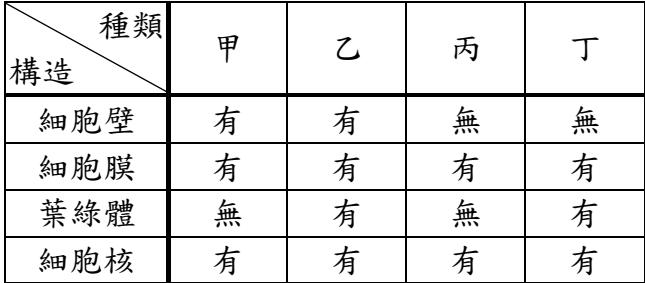 種類
構造
甲 乙 丙 丁
細胞壁 有 有 無 無
細胞膜 有 有 有 有
葉綠體 無 有 無 有
細胞核 有 有 有 有